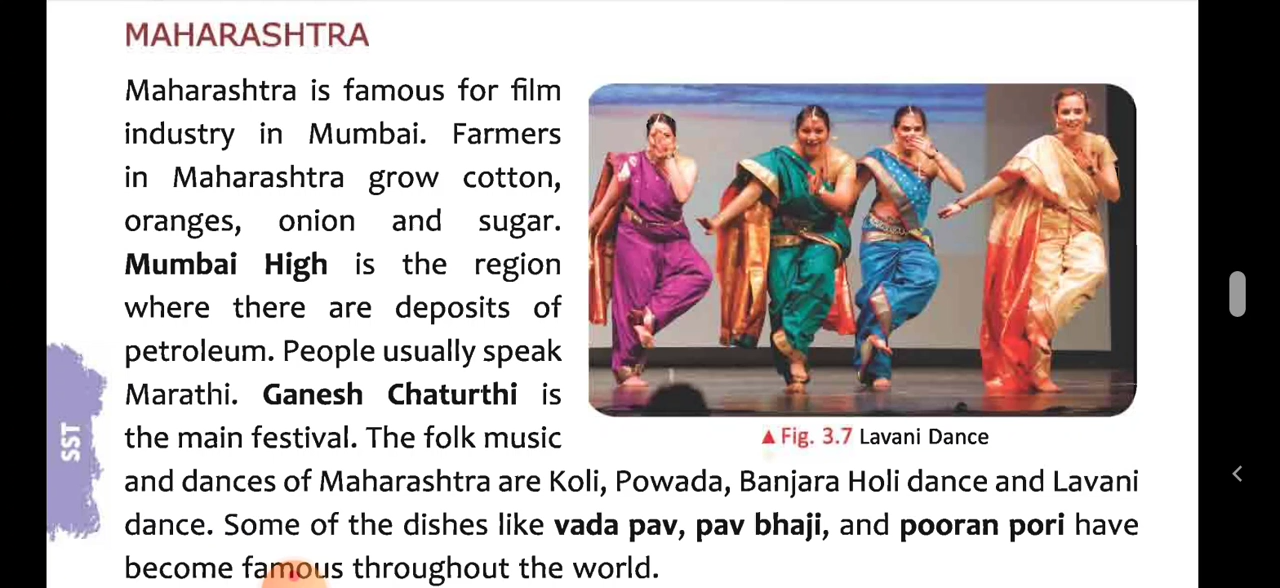 MAHARASHTRA
Maharashtra is famous for film
industry in Mumbai. Farmers
in Maharashtra grow cotton,
oranges, onion and sugar.
Mumbai High is the region
where there are deposits of
petroleum. People usually speak
Marathi. Ganesh Chaturthi is
the main festival. The folk music
and dances of Maharashtra are Koli, Powada, Banjara Holi dance and Lavani
dance. Some of the dishes like vada pav, pav bhaji, and pooran pori have
become famous throughout the world.
▲ Fig. 3.7 Lavani Dance
SST